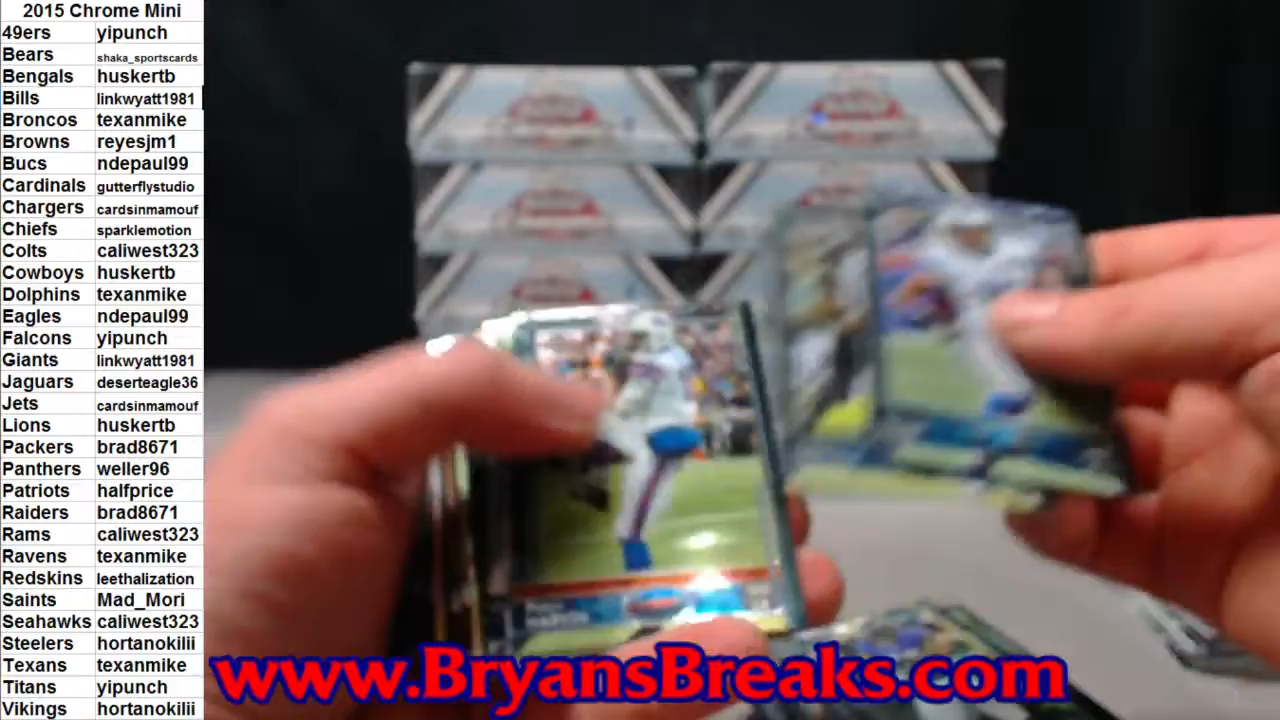 2015 Chrome Mini
49ers yipunch
Bears shaka_sportscards
Bengals huskertb
Bills linkwyatt1981
Broncos texanmike
Browns reyesjm1
Bucs ndepaul99
Cardinals gutterflystudio
Chargers cardsinmamouf
Chiefs sparklemotion
Colts caliwest323
Cowboys huskertb
Dolphins texanmike
Eagles ndepaul99
Falcons yipunch
Giants linkwyatt1981
Jaguars deserteagle36
Jets cardsinmamouf
Lions huskertb
Packers brad8671
Panthers weller96
Patriots halfprice
Raiders brad8671
Rams caliwest323
Ravens texanmike
Redskins leethalization
Saints Mad_Mori
Seahawks caliwest323
Steelers hortanokilii
Texans texanmike
Titans yipunch
Vikings hortanokilii
www.BryansBreaks.com